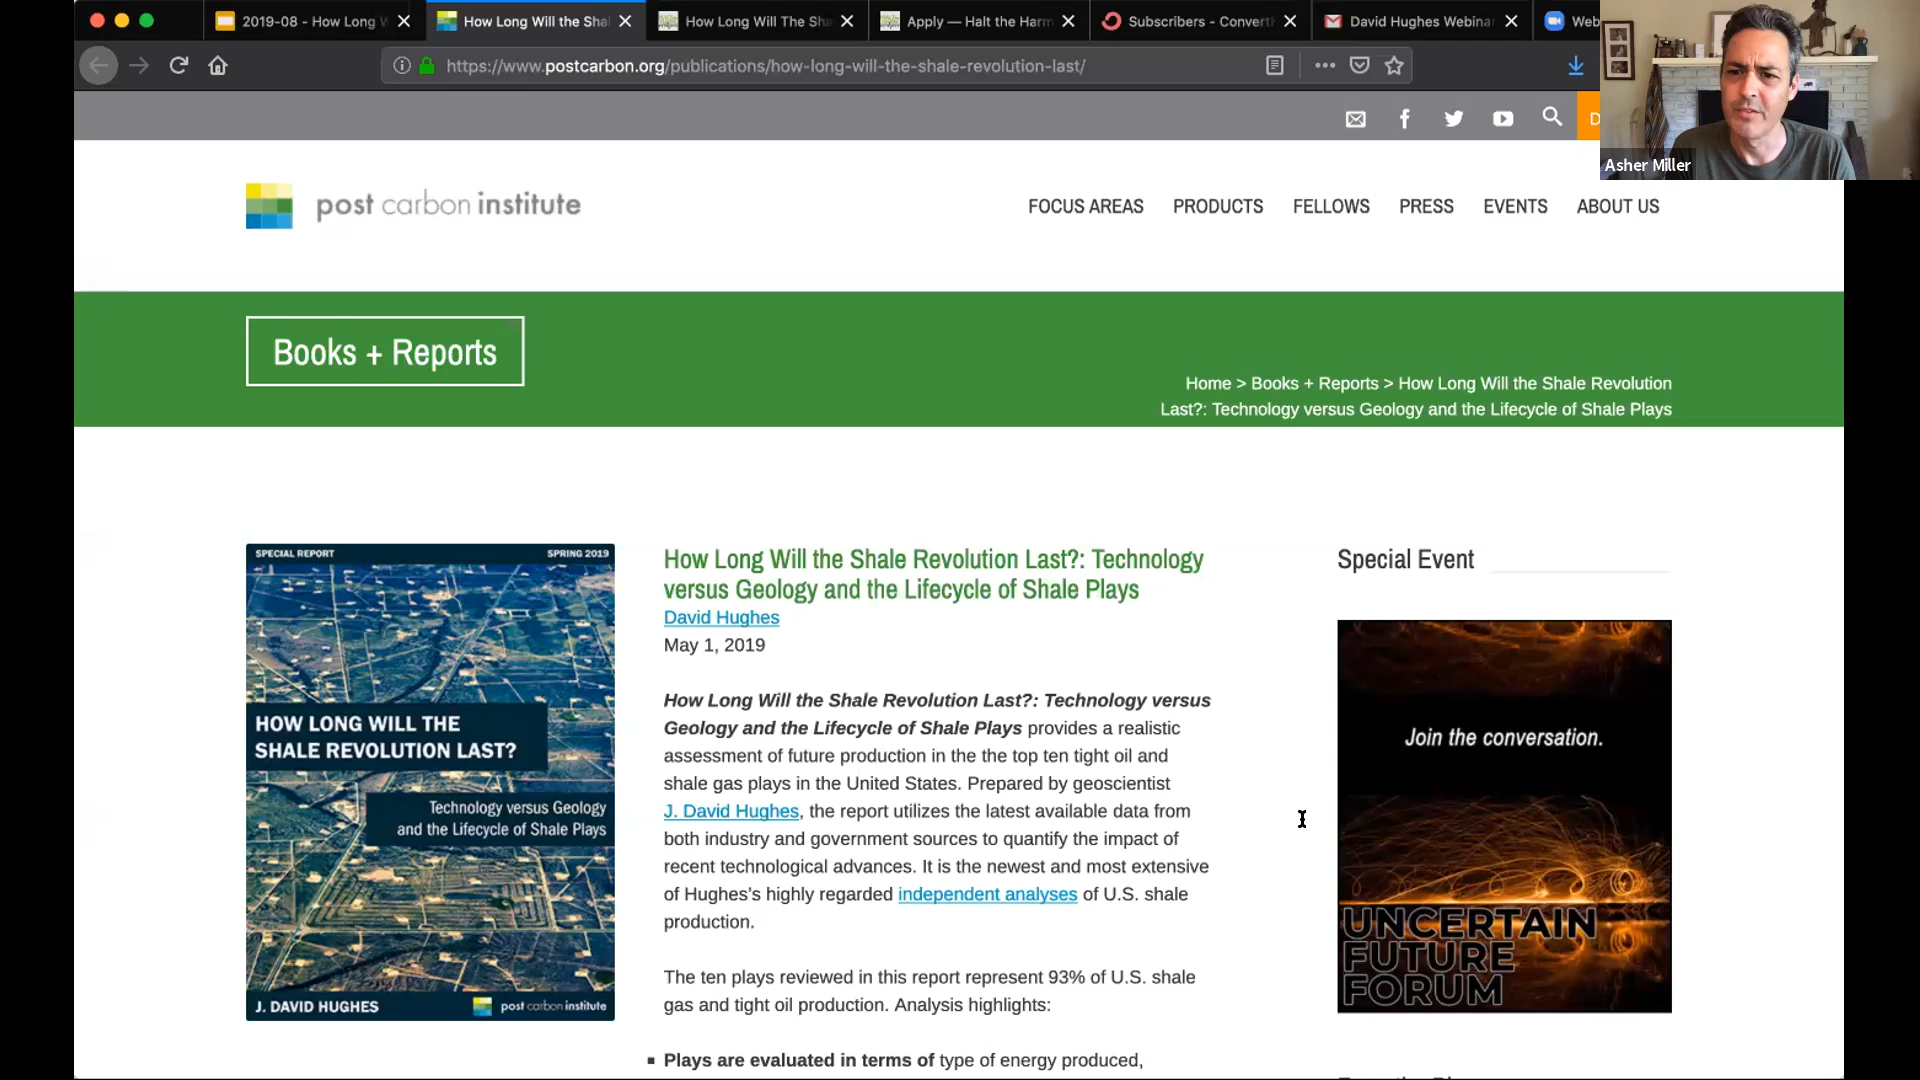 2019-08 - How Long
How Long Will the Shal
How Long Will The Sha
Apply — Halt the Harm
Subscribers - Convert
David Hughes Webinar
Web
https://www.postcarbon.org/publications/how-long-will-the-shale-revolution-last/
Asher Miller
post carbon institute
FOCUS AREAS PRODUCTS FELLOWS PRESS EVENTS ABOUT US
Books + Reports
Home > Books + Reports > How Long Will the Shale Revolution
Last?: Technology versus Geology and the Lifecycle of Shale Plays
SPECIAL REPORT SPRING 2019
HOW LONG WILL THE
SHALE REVOLUTION LAST?
Technology versus Geology
and the Lifecycle of Shale Plays
J. DAVID HUGHES post carbon institute
How Long Will the Shale Revolution Last?: Technology
versus Geology and the Lifecycle of Shale Plays
David Hughes
May 1, 2019
How Long Will the Shale Revolution Last?: Technology versus
Geology and the Lifecycle of Shale Plays provides a realistic
assessment of future production in the the top ten tight oil and
shale gas plays in the United States. Prepared by geoscientist
J. David Hughes, the report utilizes the latest available data from
both industry and government sources to quantify the impact of
recent technological advances. It is the newest and most extensive
of Hughes’s highly regarded independent analyses of U.S. shale
production.
The ten plays reviewed in this report represent 93% of U.S. shale
gas and tight oil production. Analysis highlights:
▪ Plays are evaluated in terms of type of energy produced,
Special Event
Join the conversation.
UNCERTAIN
FUTURE
FORUM